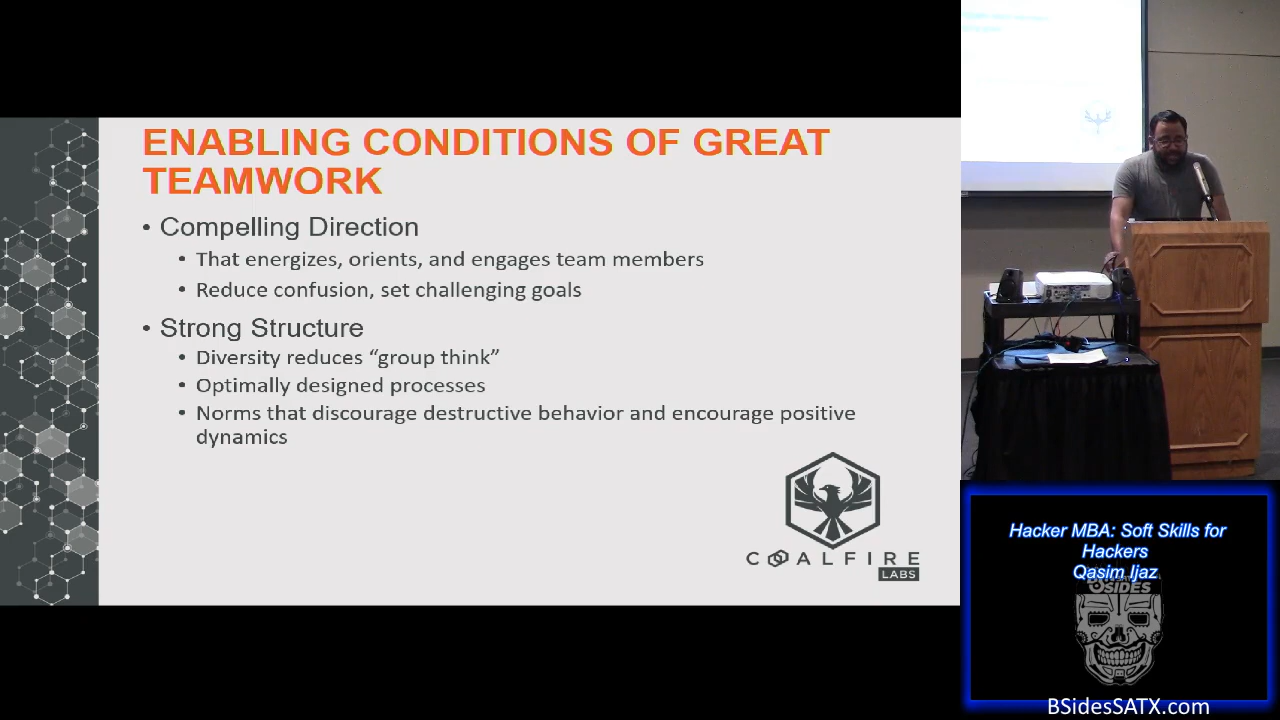 ENABLING CONDITIONS OF GREAT
TEAMWORK
• Compelling Direction
• That energizes, orients, and engages team members
• Reduce confusion, set challenging goals
• Strong Structure
• Diversity reduces “group think”
• Optimally designed processes
• Norms that discourage destructive behavior and encourage positive
dynamics
COALFIRE
LABS
Hacker MBA: Soft Skills for
Hackers
Qasim Ijaz
BSIDES
BSidesSATX.com